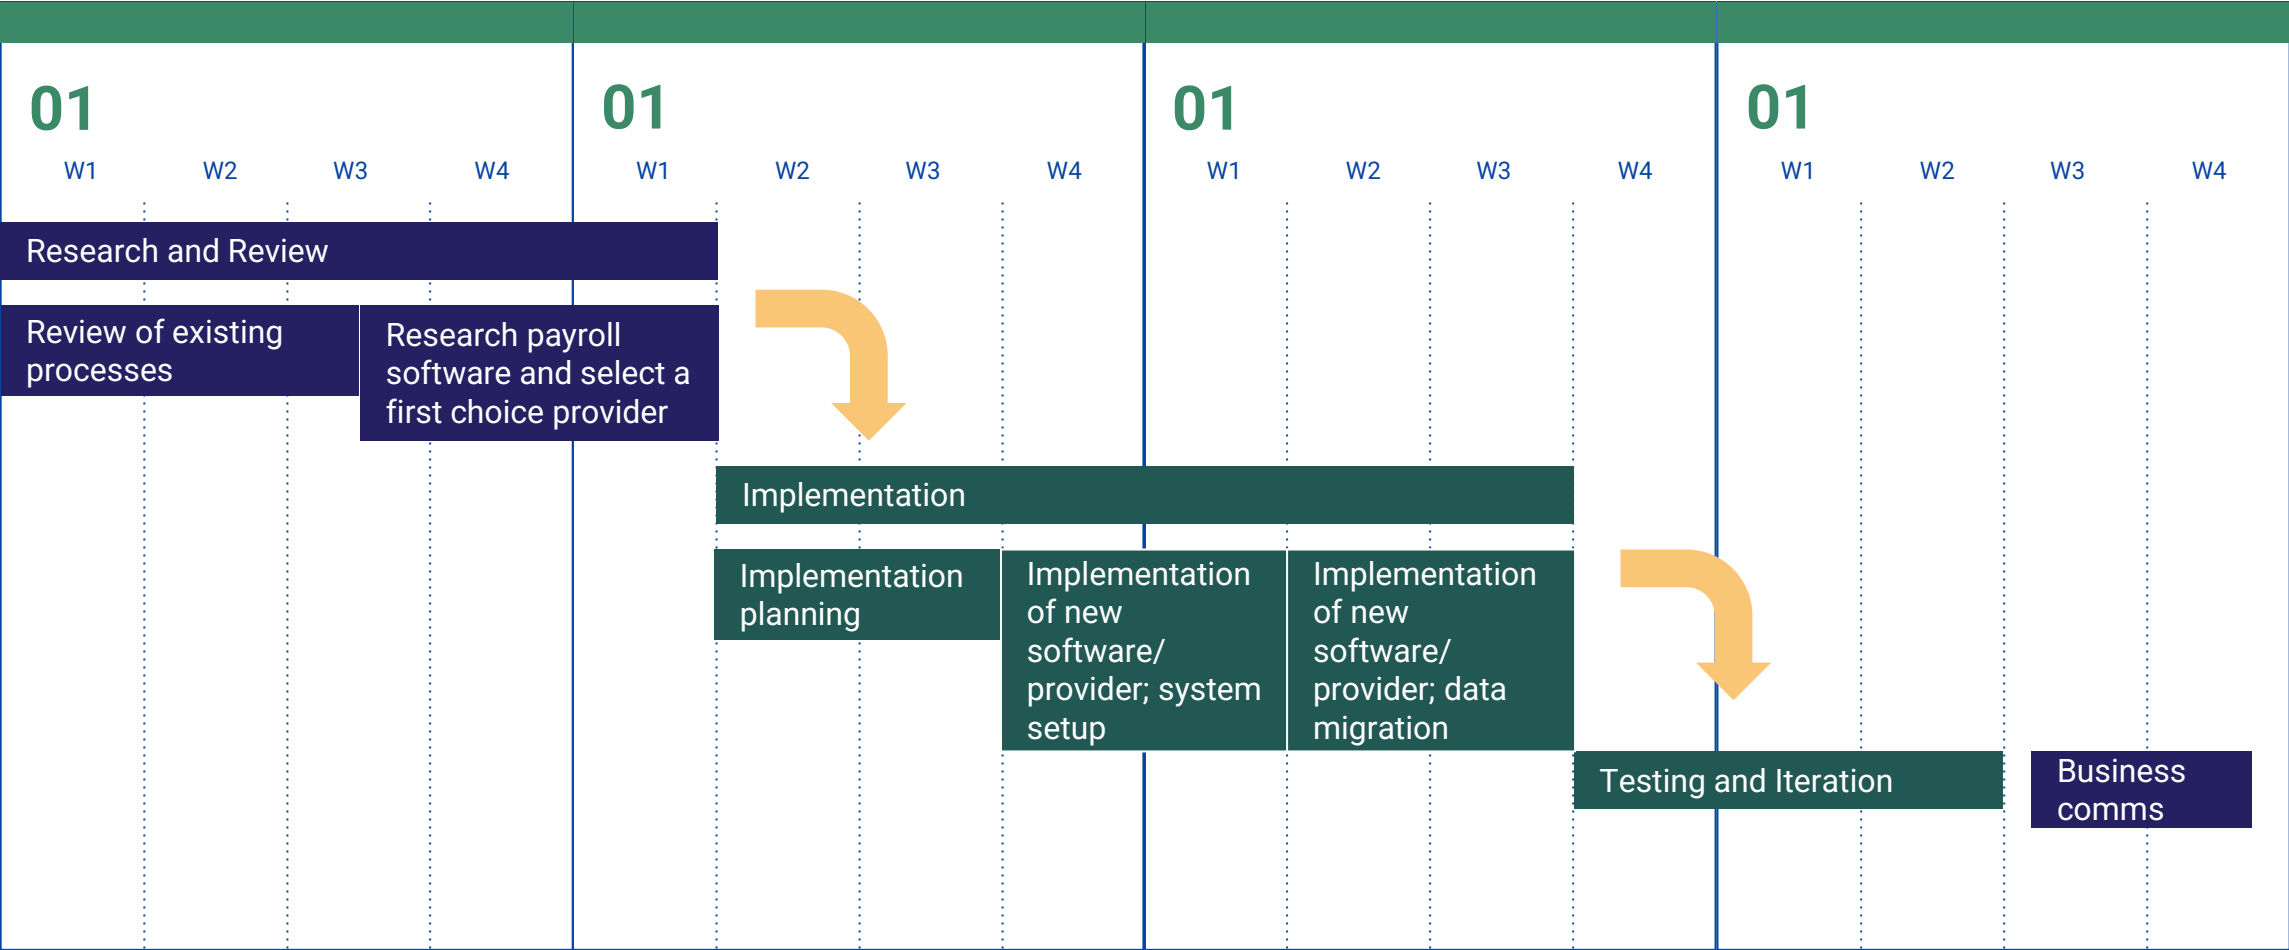 01
01
01
01
W1
W2
W3
W4
W1
W2
W3
W4
W1
W2
W3
W4
W1
W2
W3
W4
Research and Review
Review of existing
processes
Research payroll
software and select a
first choice provider
Implementation
Implementation
planning
Implementation
of new
software/
provider; system
setup
Implementation
of new
software/
provider; data
migration
Testing and Iteration
Business
comms